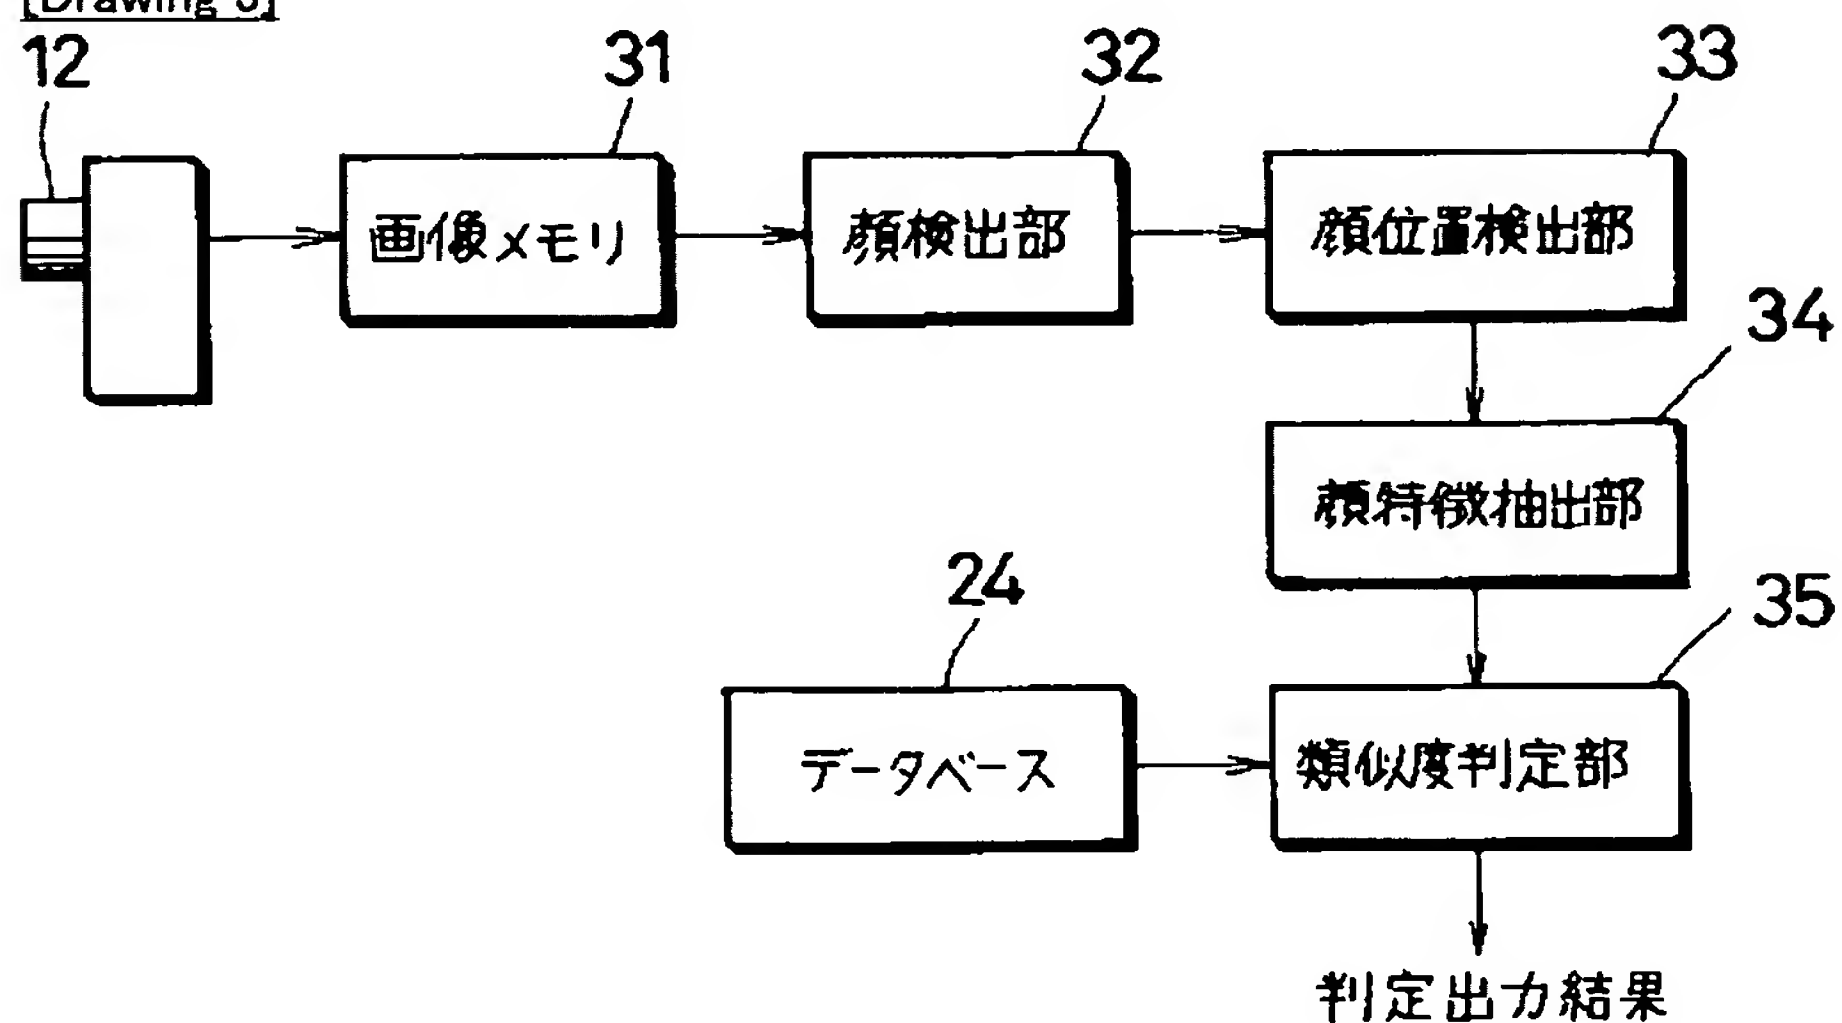 [Drawing 3]
12
31
32
33
画像メモリ
顔検出部
顔位置検出部
34
顔特徴抽出部
24
35
データベース
類似度判定部
判定出力結果